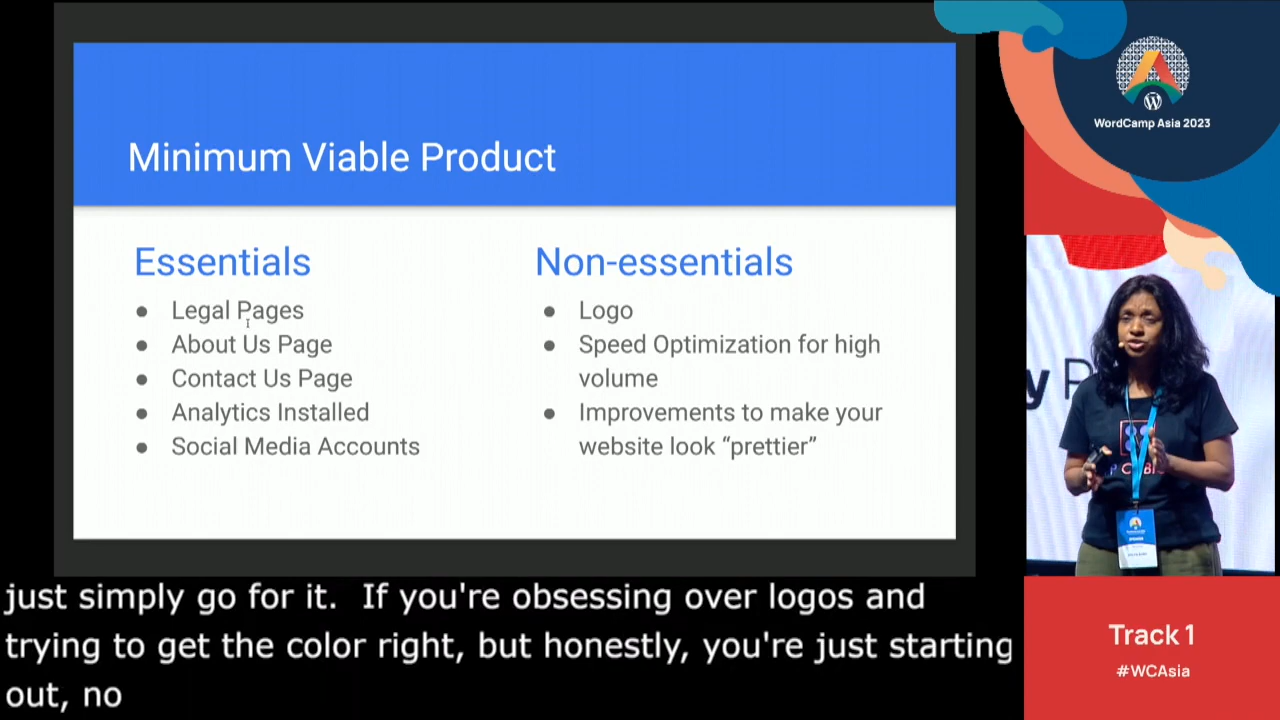 Minimum Viable Product
Essentials
Legal Pages
About Us Page
Contact Us Page
Analytics Installed
Social Media Accounts
Non-essentials
Logo
Speed Optimization for high
volume
Improvements to make your
website look “prettier”
WordCamp Asia 2023
Track 1
#WCAsia
just simply go for it. If you're obsessing over logos and
trying to get the color right, but honestly, you're just starting
out, no